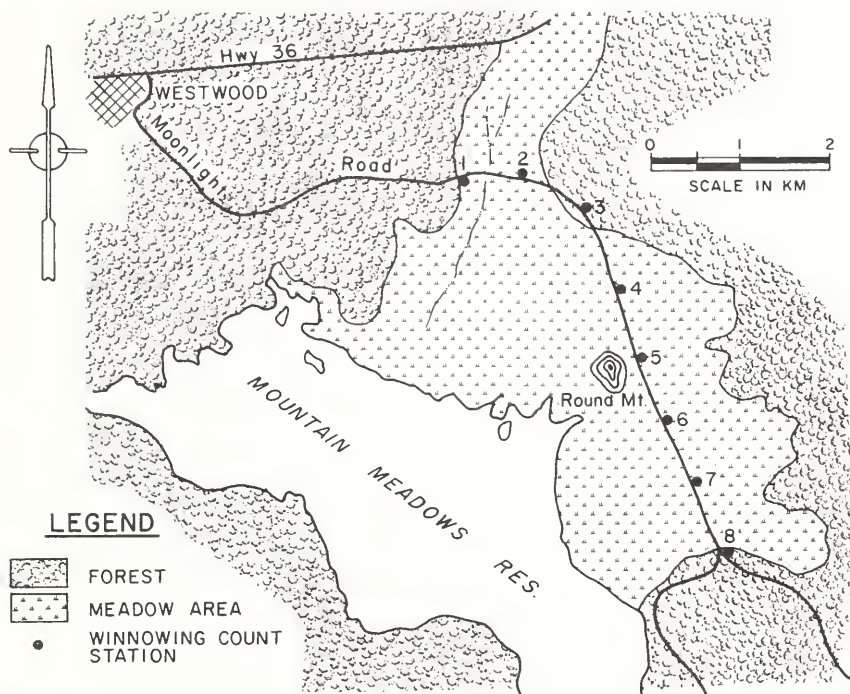 Hwy 36
WESTWOOD
Moonlight
Road
1
2
3
4
5
6
7
8
0 1 2
SCALE IN KM
Round Mt.
MOUNTAIN MEADOWS RES.
LEGEND
FOREST
MEADOW AREA
WINNOWING COUNT
STATION